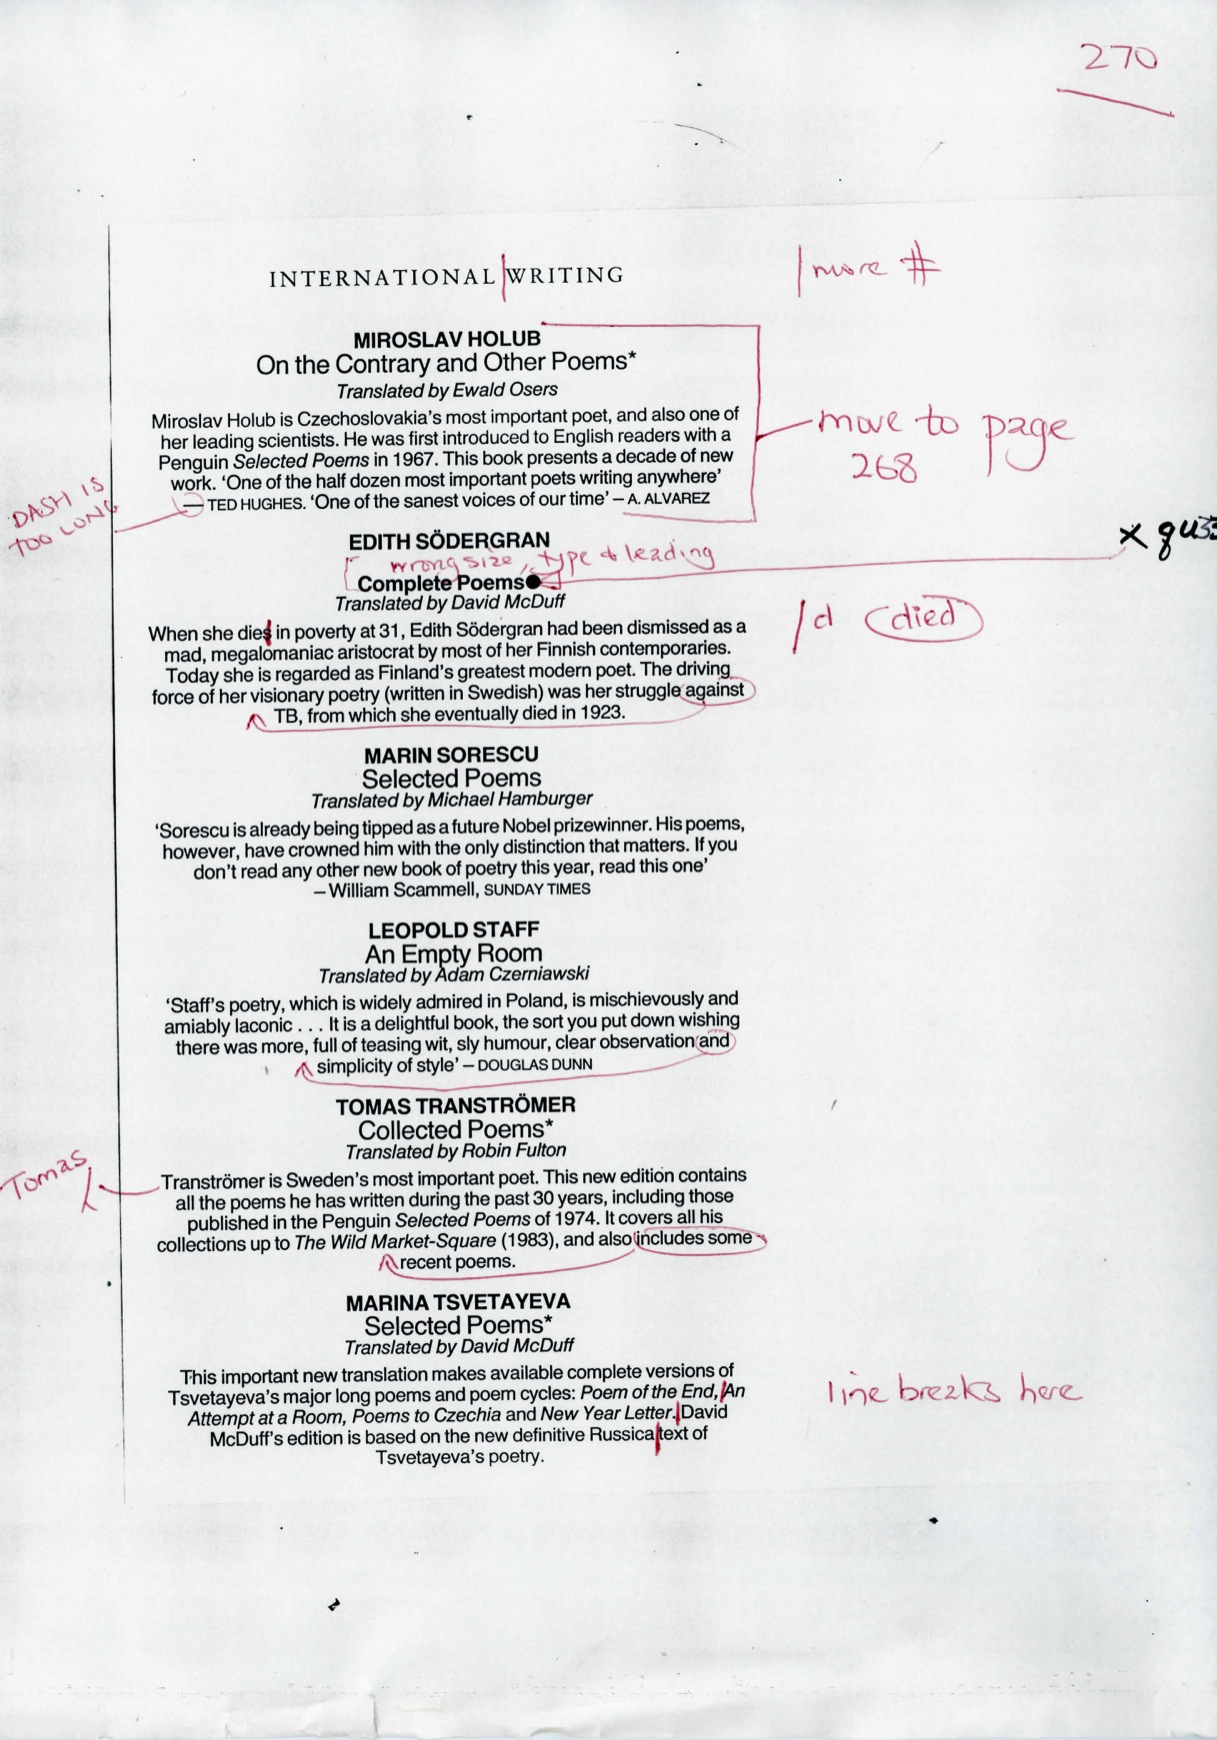 270
INTERNATIONAL WRITING
more #
MIROSLAV HOLUB
On the Contrary and Other Poems*
Translated by Ewald Osers
Miroslav Holub is Czechoslovakia's most important poet, and also one of
her leading scientists. He was first introduced to English readers with a
Penguin Selected Poems in 1967. This book presents a decade of new
work. 'One of the half dozen most important poets writing anywhere'
— TED HUGHES. 'One of the sanest voices of our time' – A. ALVAREZ
move to page
268
DASH IS
TOO LONG
EDITH SÖDERGRAN
wrong size, type & leading
Complete Poems●
Translated by David McDuff
x
/d died
When she dies in poverty at 31, Edith Södergran had been dismissed as a
mad, megalomaniac aristocrat by most of her Finnish contemporaries.
Today she is regarded as Finland's greatest modern poet. The driving
force of her visionary poetry (written in Swedish) was her struggle against
TB, from which she eventually died in 1923.
MARIN SORESCU
Selected Poems
Translated by Michael Hamburger
'Sorescu is already being tipped as a future Nobel prizewinner. His poems,
however, have crowned him with the only distinction that matters. If you
don't read any other new book of poetry this year, read this one'
– William Scammell, SUNDAY TIMES
LEOPOLD STAFF
An Empty Room
Translated by Adam Czerniawski
'Staff's poetry, which is widely admired in Poland, is mischievously and
amiably laconic . . . It is a delightful book, the sort you put down wishing
there was more, full of teasing wit, sly humour, clear observation and
simplicity of style' – DOUGLAS DUNN
TOMAS TRANSTRÖMER
Collected Poems*
Translated by Robin Fulton
Tomas
Tranströmer is Sweden's most important poet. This new edition contains
all the poems he has written during the past 30 years, including those
published in the Penguin Selected Poems of 1974. It covers all his
collections up to The Wild Market-Square (1983), and also includes some
recent poems.
MARINA TSVETAYEVA
Selected Poems*
Translated by David McDuff
This important new translation makes available complete versions of
Tsvetayeva's major long poems and poem cycles: Poem of the End, An
Attempt at a Room, Poems to Czechia and New Year Letter. David
McDuff's edition is based on the new definitive Russica text of
Tsvetayeva's poetry.
line breaks here